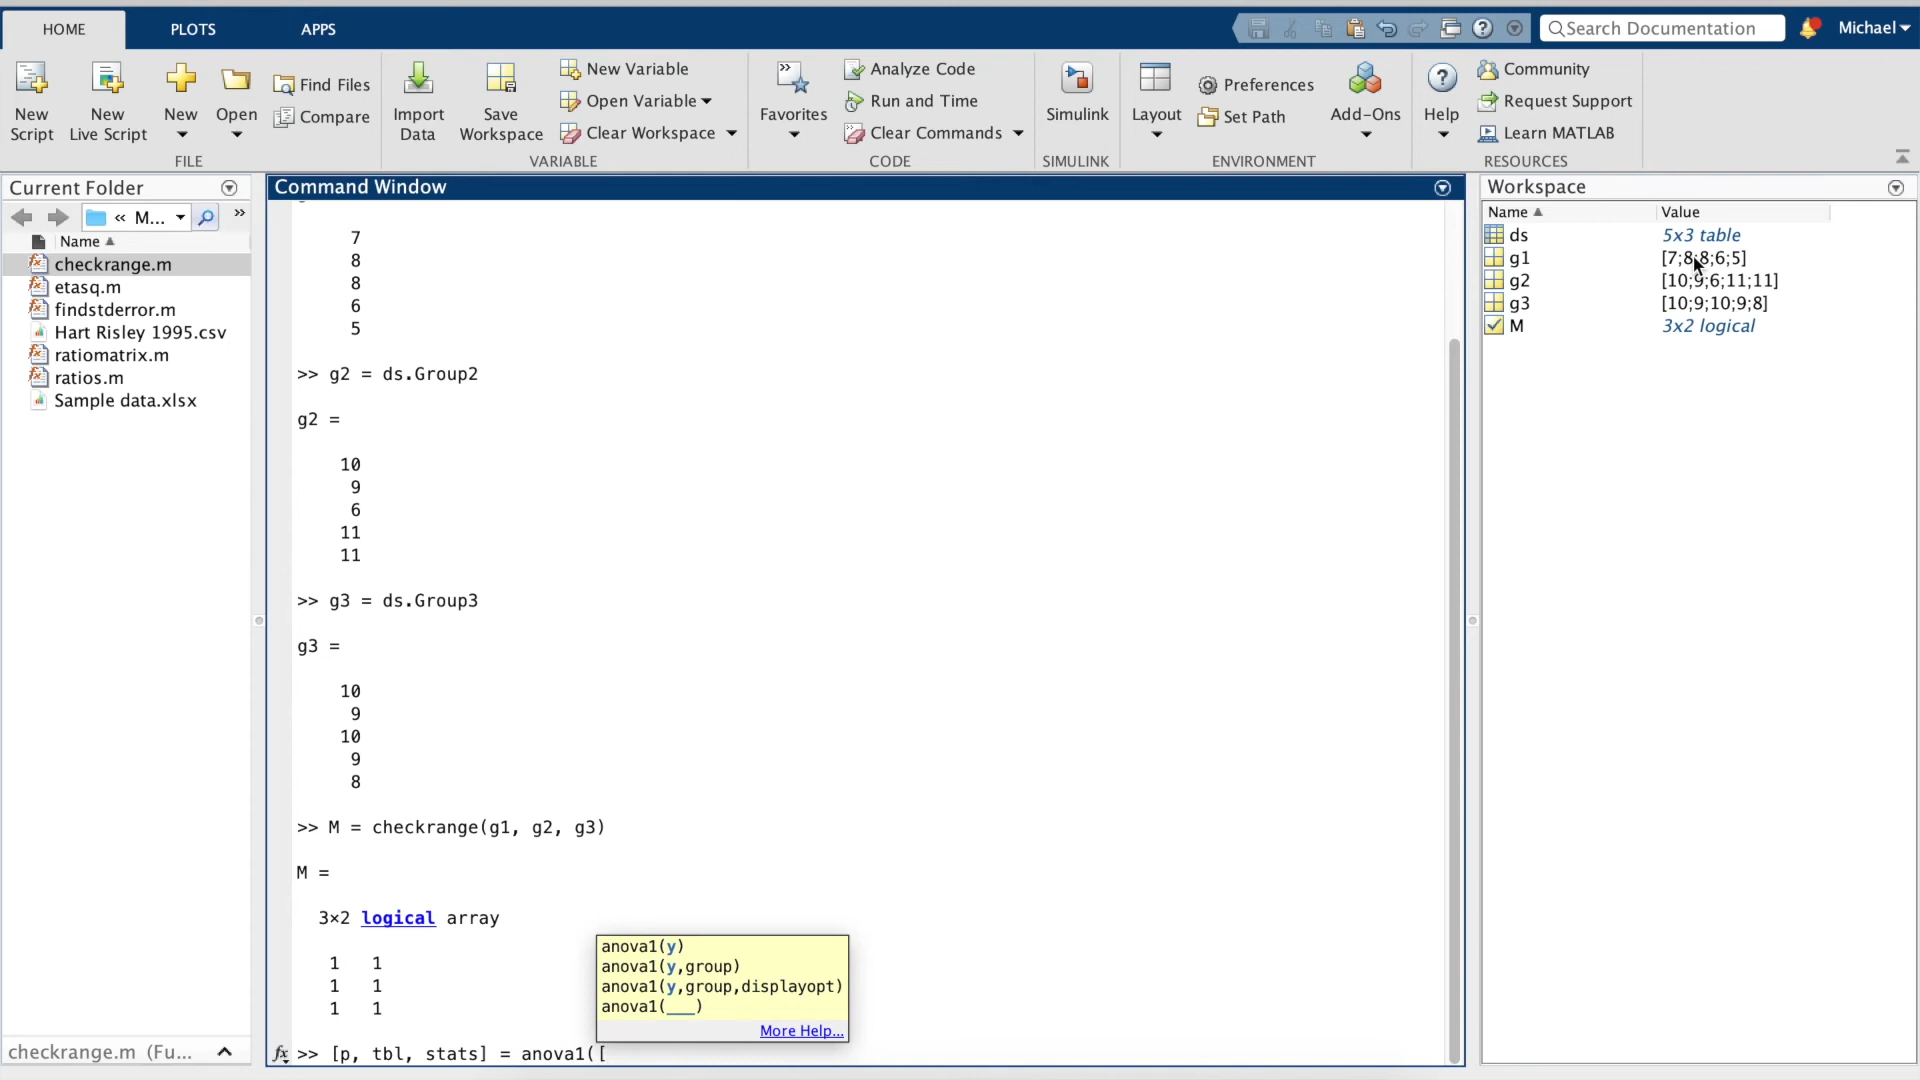 HOME PLOTS APPS Search Documentation Michael
New Script
New Live Script
New
Open
Find Files
Compare
FILE
Import Data
Save Workspace
New Variable
Open Variable
Clear Workspace
VARIABLE
Favorites
Analyze Code
Run and Time
Clear Commands
CODE
Simulink
SIMULINK
Layout
Preferences
Set Path
Add-Ons
ENVIRONMENT
Help
Community
Request Support
Learn MATLAB
RESOURCES
Current Folder
« M... »
Name
checkrange.m
etasq.m
findstderror.m
Hart Risley 1995.csv
ratiomatrix.m
ratios.m
Sample data.xlsx
checkrange.m (Fu...
Command Window
7
8
8
6
5
>> g2 = ds.Group2
g2 =
10
9
6
11
11
>> g3 = ds.Group3
g3 =
10
9
10
9
8
>> M = checkrange(g1, g2, g3)
M =
3×2 logical array
1 1
1 1
1 1
anova1(y)
anova1(y,group)
anova1(y,group,displayopt)
anova1(___)
More Help...
fx >> [p, tbl, stats] = anova1([
Workspace
Name Value
ds 5x3 table
g1 [7;8;8;6;5]
g2 [10;9;6;11;11]
g3 [10;9;10;9;8]
M 3x2 logical